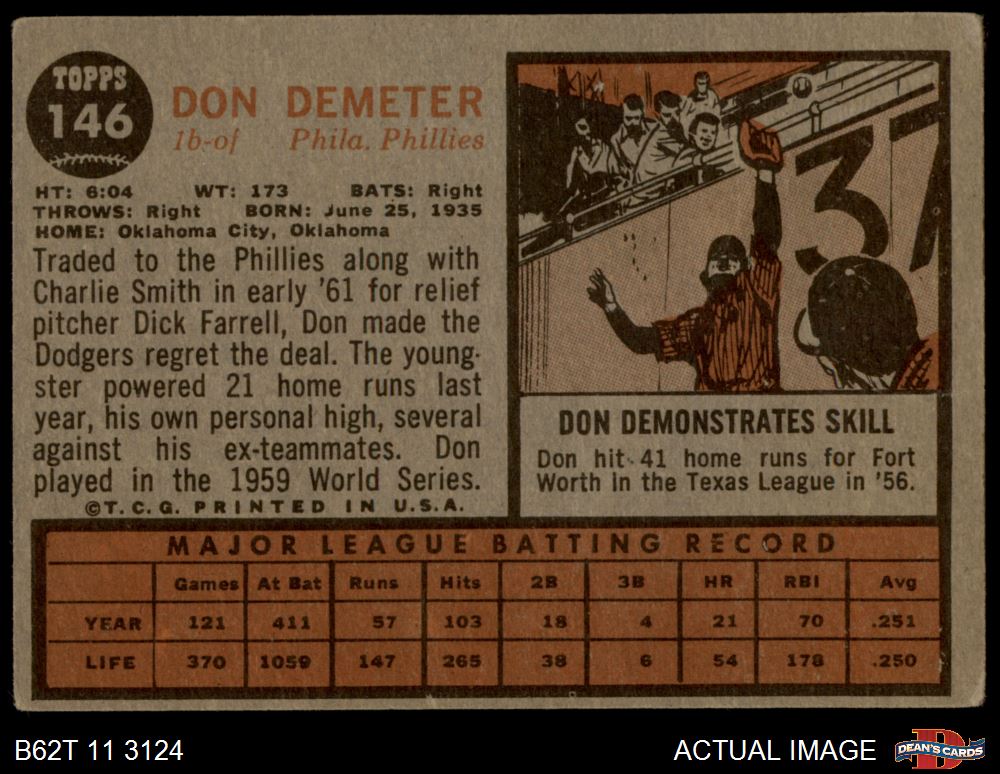 TOPPS
146
DON DEMETER
1b-of Phila. Phillies
HT: 6:04 WT: 173 BATS: Right
THROWS: Right BORN: June 25, 1935
HOME: Oklahoma City, Oklahoma
Traded to the Phillies along with
Charlie Smith in early '61 for relief
pitcher Dick Farrell, Don made the
Dodgers regret the deal. The young-
ster powered 21 home runs last
year, his own personal high, several
against his ex-teammates. Don
played in the 1959 World Series.
©T.C.G. PRINTED IN U.S.A.
37
DON DEMONSTRATES SKILL
Don hit 41 home runs for Fort
Worth in the Texas League in '56.
MAJOR LEAGUE BATTING RECORD
Games At Bat Runs Hits 2B 3B HR RBI Avg
YEAR 121 411 57 103 18 4 21 70 .251
LIFE 370 1059 147 265 38 6 54 178 .250
B62T 11 3124
ACTUAL IMAGE
D
DEAN'S CARDS